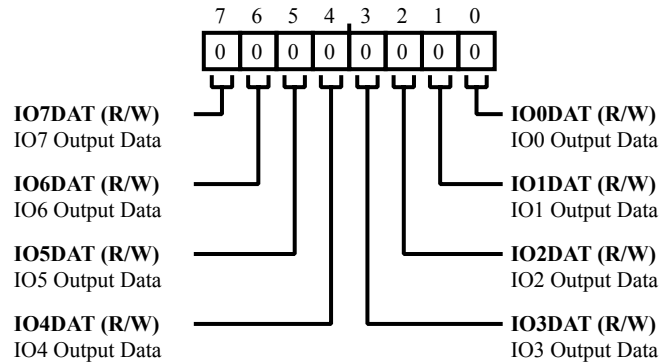 7 6 5 4 3 2 1 0
0 0 0 0 0 0 0 0
IO7DAT (R/W)
IO7 Output Data
IO6DAT (R/W)
IO6 Output Data
IO5DAT (R/W)
IO5 Output Data
IO4DAT (R/W)
IO4 Output Data
IO0DAT (R/W)
IO0 Output Data
IO1DAT (R/W)
IO1 Output Data
IO2DAT (R/W)
IO2 Output Data
IO3DAT (R/W)
IO3 Output Data